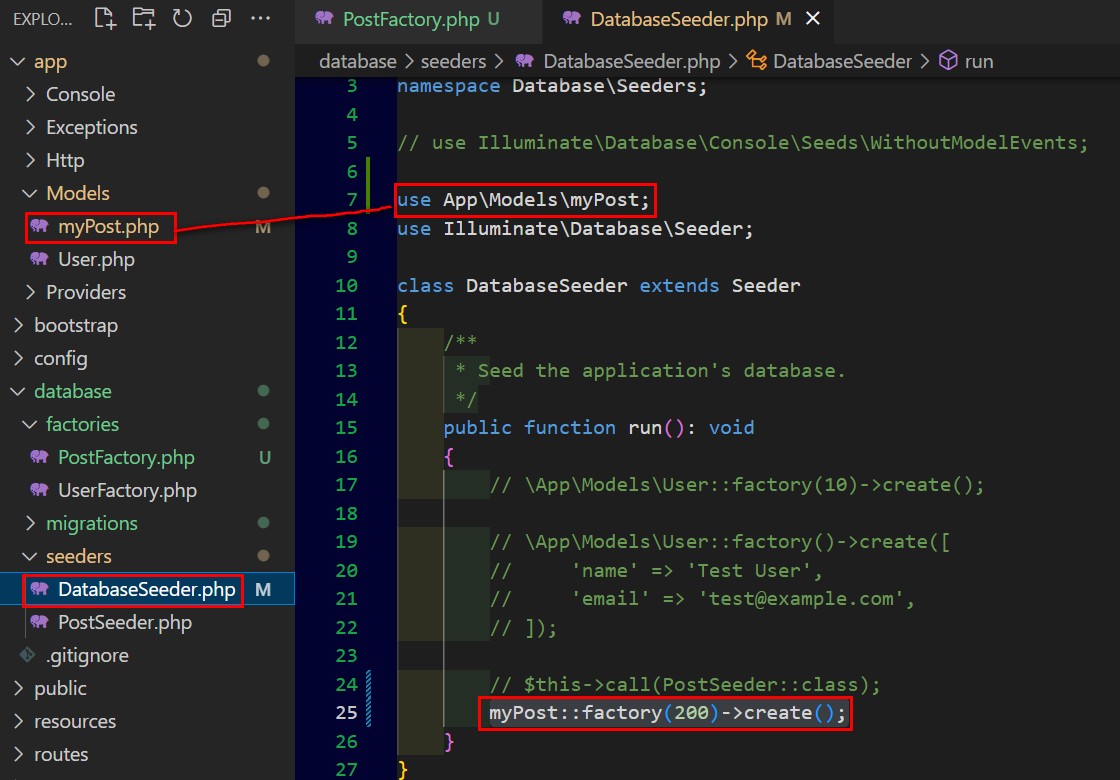 EXPLO...
app
Console
Exceptions
Http
Models
myPost.php M
User.php
Providers
bootstrap
config
database
factories
PostFactory.php U
UserFactory.php
migrations
seeders
DatabaseSeeder.php M
PostSeeder.php
.gitignore
public
resources
routes
PostFactory.php U
DatabaseSeeder.php M
database > seeders > DatabaseSeeder.php > DatabaseSeeder > run
3 namespace Database\Seeders;
4
5 // use Illuminate\Database\Console\Seeds\WithoutModelEvents;
6
7 use App\Models\myPost;
8 use Illuminate\Database\Seeder;
9
10 class DatabaseSeeder extends Seeder
11 {
12 /**
13 * Seed the application's database.
14 */
15 public function run(): void
16 {
17 // \App\Models\User::factory(10)->create();
18
19 // \App\Models\User::factory()->create([
20 //     'name' => 'Test User',
21 //     'email' => 'test@example.com',
22 // ]);
23
24 // $this->call(PostSeeder::class);
25 myPost::factory(200)->create();
26 }
27 }